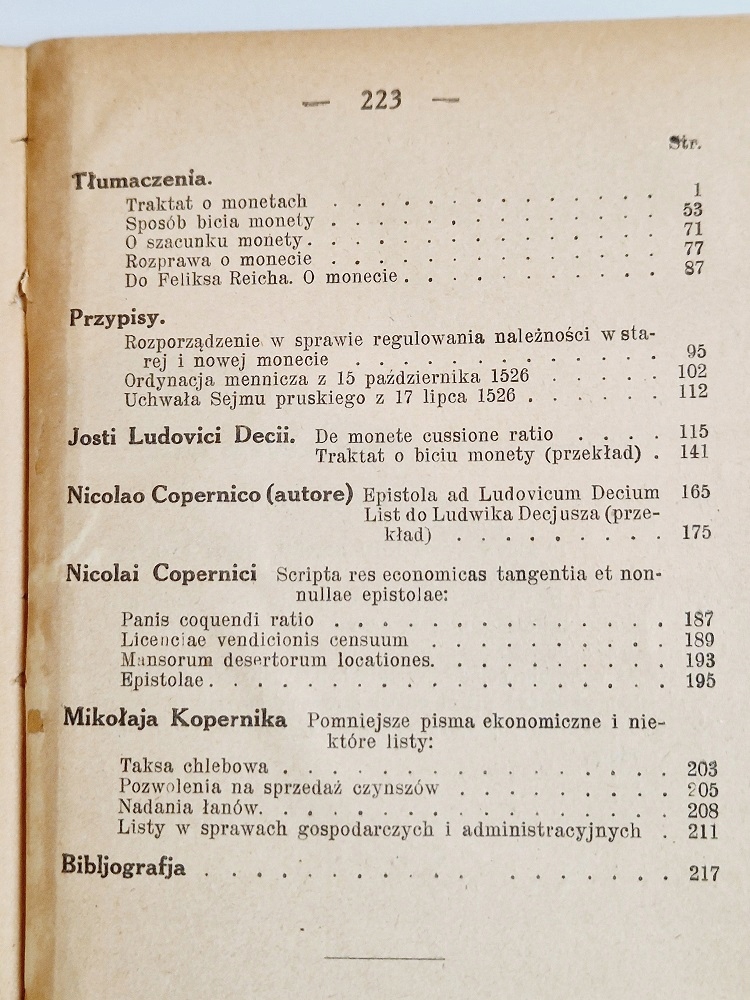 — 223 —
Str.
Tłumaczenia.
Traktat o monetach . . . . . . . . . . . . . 1
Sposób bicia monety . . . . . . . . . . . . . 53
O szacunku monety . . . . . . . . . . . . . 71
Rozprawa o monecie . . . . . . . . . . . . . 77
Do Feliksa Reicha. O monecie . . . . . . . . . . 87
Przypisy.
Rozporządzenie w sprawie regulowania należności w sta-
rej i nowej monecie . . . . . . . . . . . . 95
Ordynacja mennicza z 15 października 1526 . . . . . 102
Uchwała Sejmu pruskiego z 17 lipca 1526 . . . . . 112
Josti Ludovici Decii. De monete cussione ratio . . . . 115
Traktat o biciu monety (przekład) . 141
Nicolao Copernico (autore) Epistola ad Ludovicum Decium 165
List do Ludwika Decjusza (prze-
kład) . . . . . . . . . 175
Nicolai Copernici Scripta res economicas tangentia et non-
nullae epistolae:
Panis coquendi ratio . . . . . . . . . . . . . 187
Licenciae vendicionis censuum . . . . . . . . . 189
Mansorum desertorum locationes. . . . . . . . . 193
Epistolae . . . . . . . . . . . . . . . . . 195
Mikołaja Kopernika Pomniejsze pisma ekonomiczne i nie-
które listy:
Taksa chlebowa . . . . . . . . . . . . . . 203
Pozwolenia na sprzedaż czynszów . . . . . . . . 205
Nadania łanów. . . . . . . . . . . . . . . 208
Listy w sprawach gospodarczych i administracyjnych . 211
Bibljografja . . . . . . . . . . . . . . . . 217